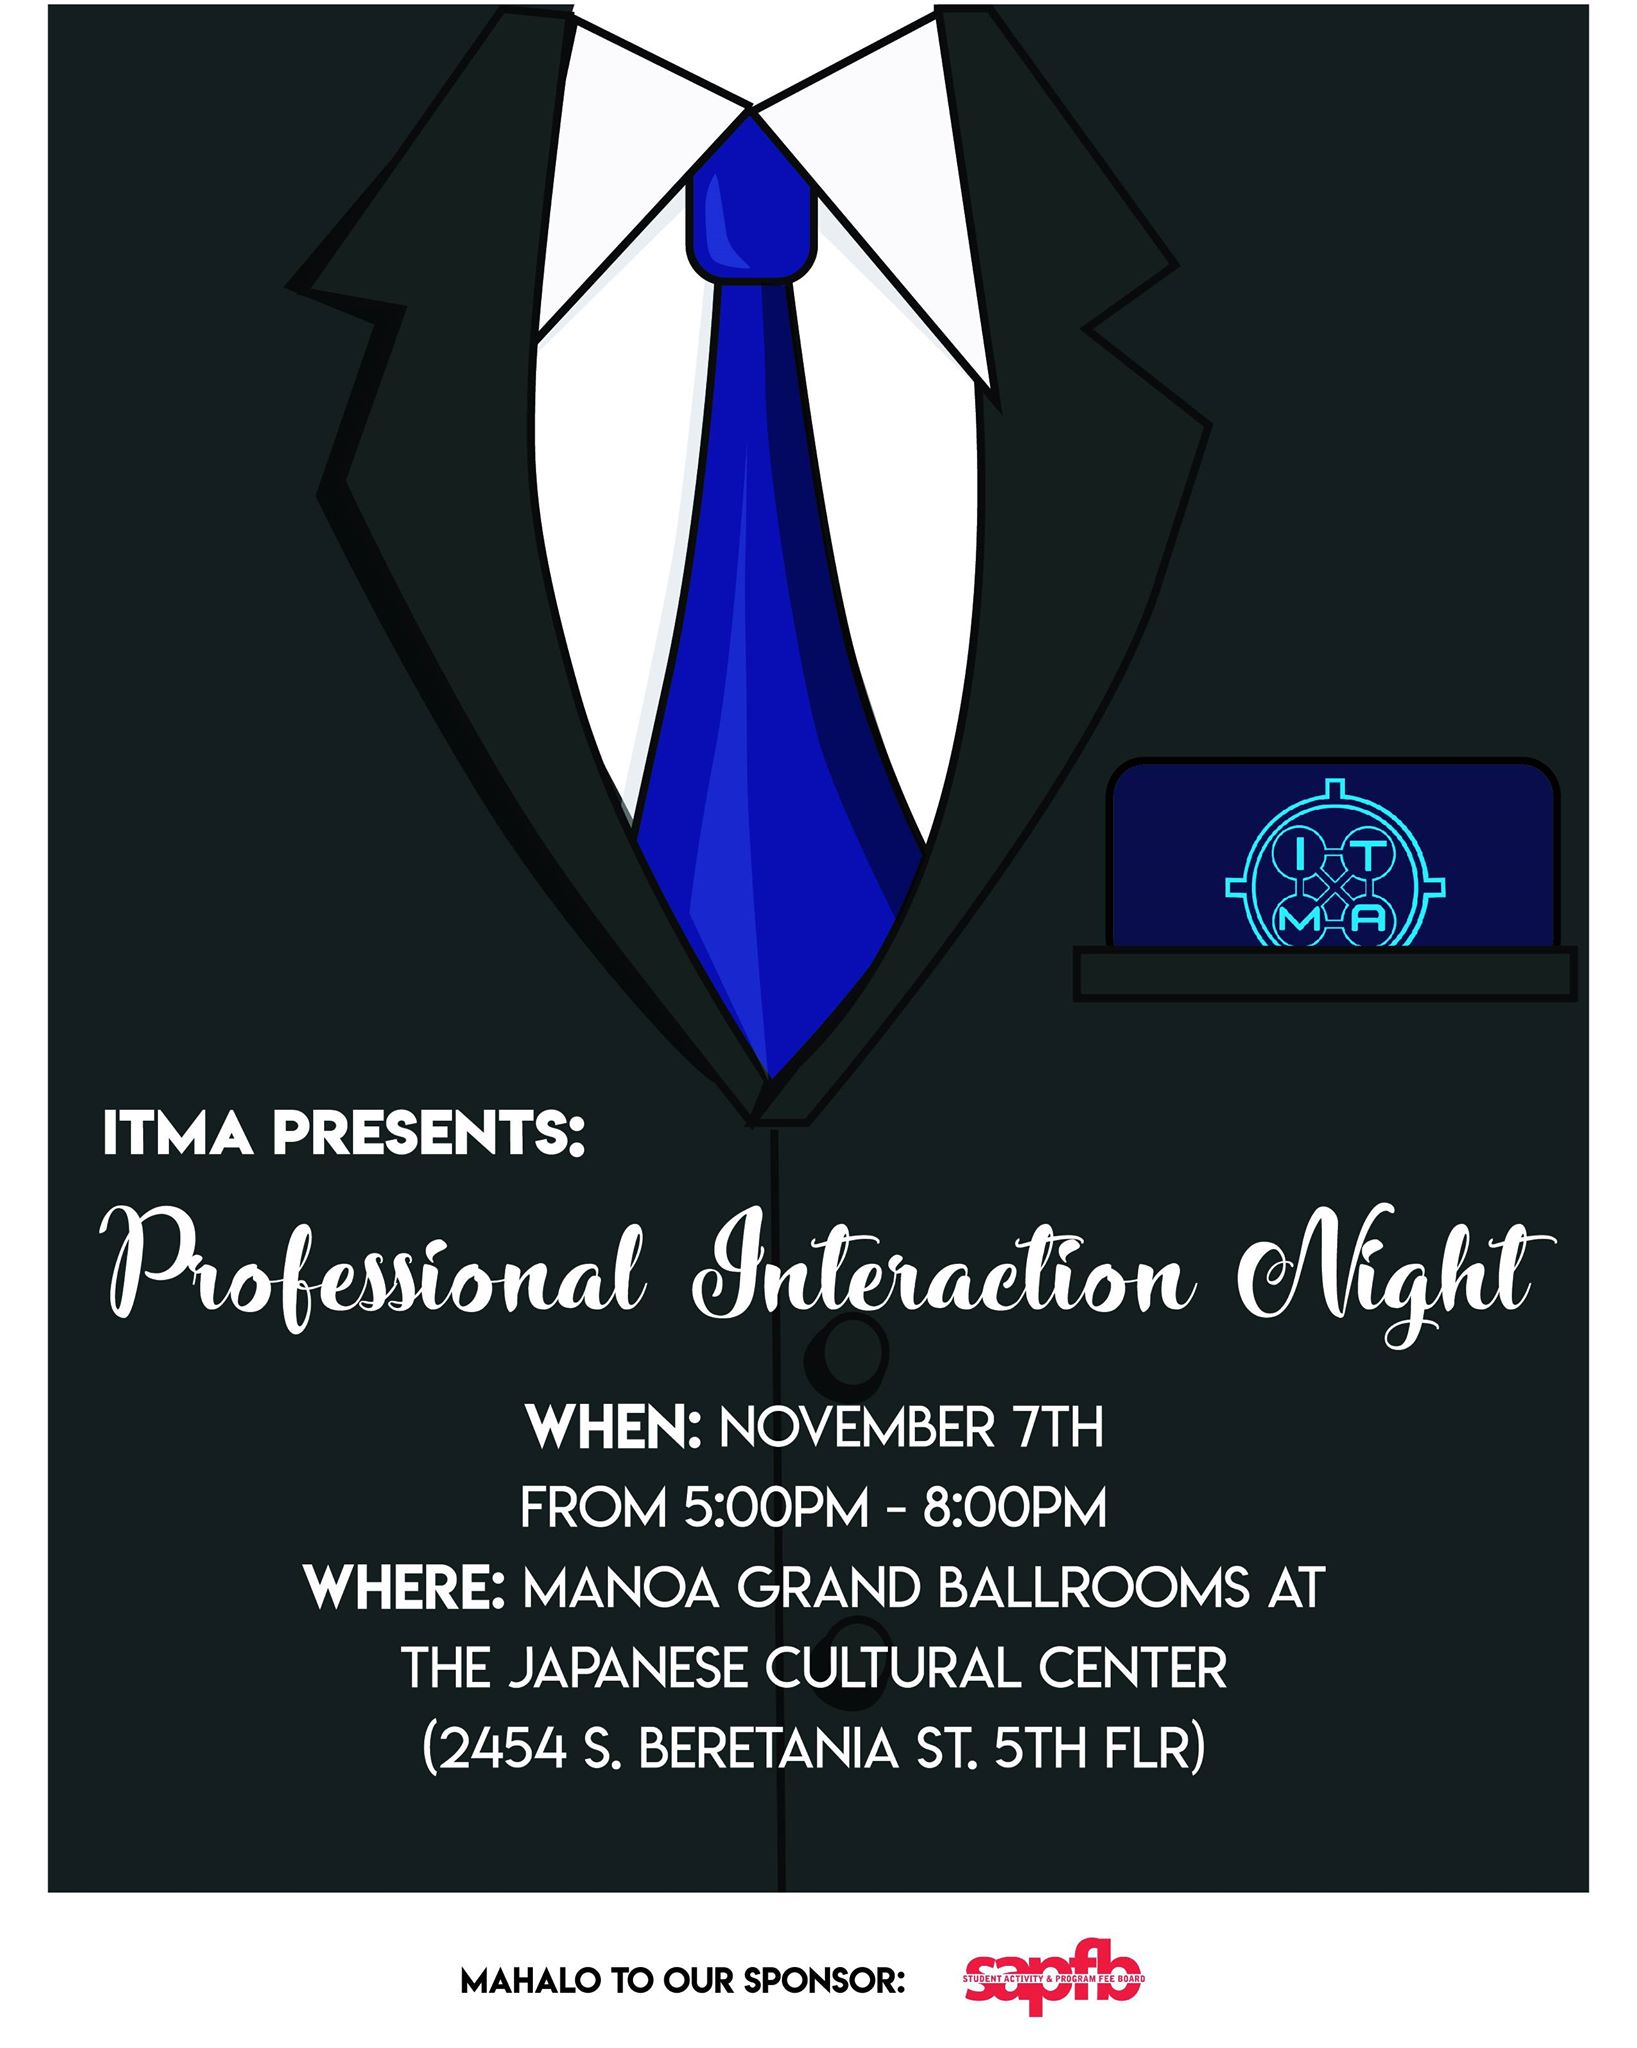 I T
M A
ITMA PRESENTS:
Professional Interaction Night
WHEN: NOVEMBER 7TH
FROM 5:00PM - 8:00PM
WHERE: MANOA GRAND BALLROOMS AT
THE JAPANESE CULTURAL CENTER
(2454 S. BERETANIA ST. 5TH FLR)
MAHALO TO OUR SPONSOR:
sapfb
STUDENT ACTIVITY & PROGRAM FEE BOARD